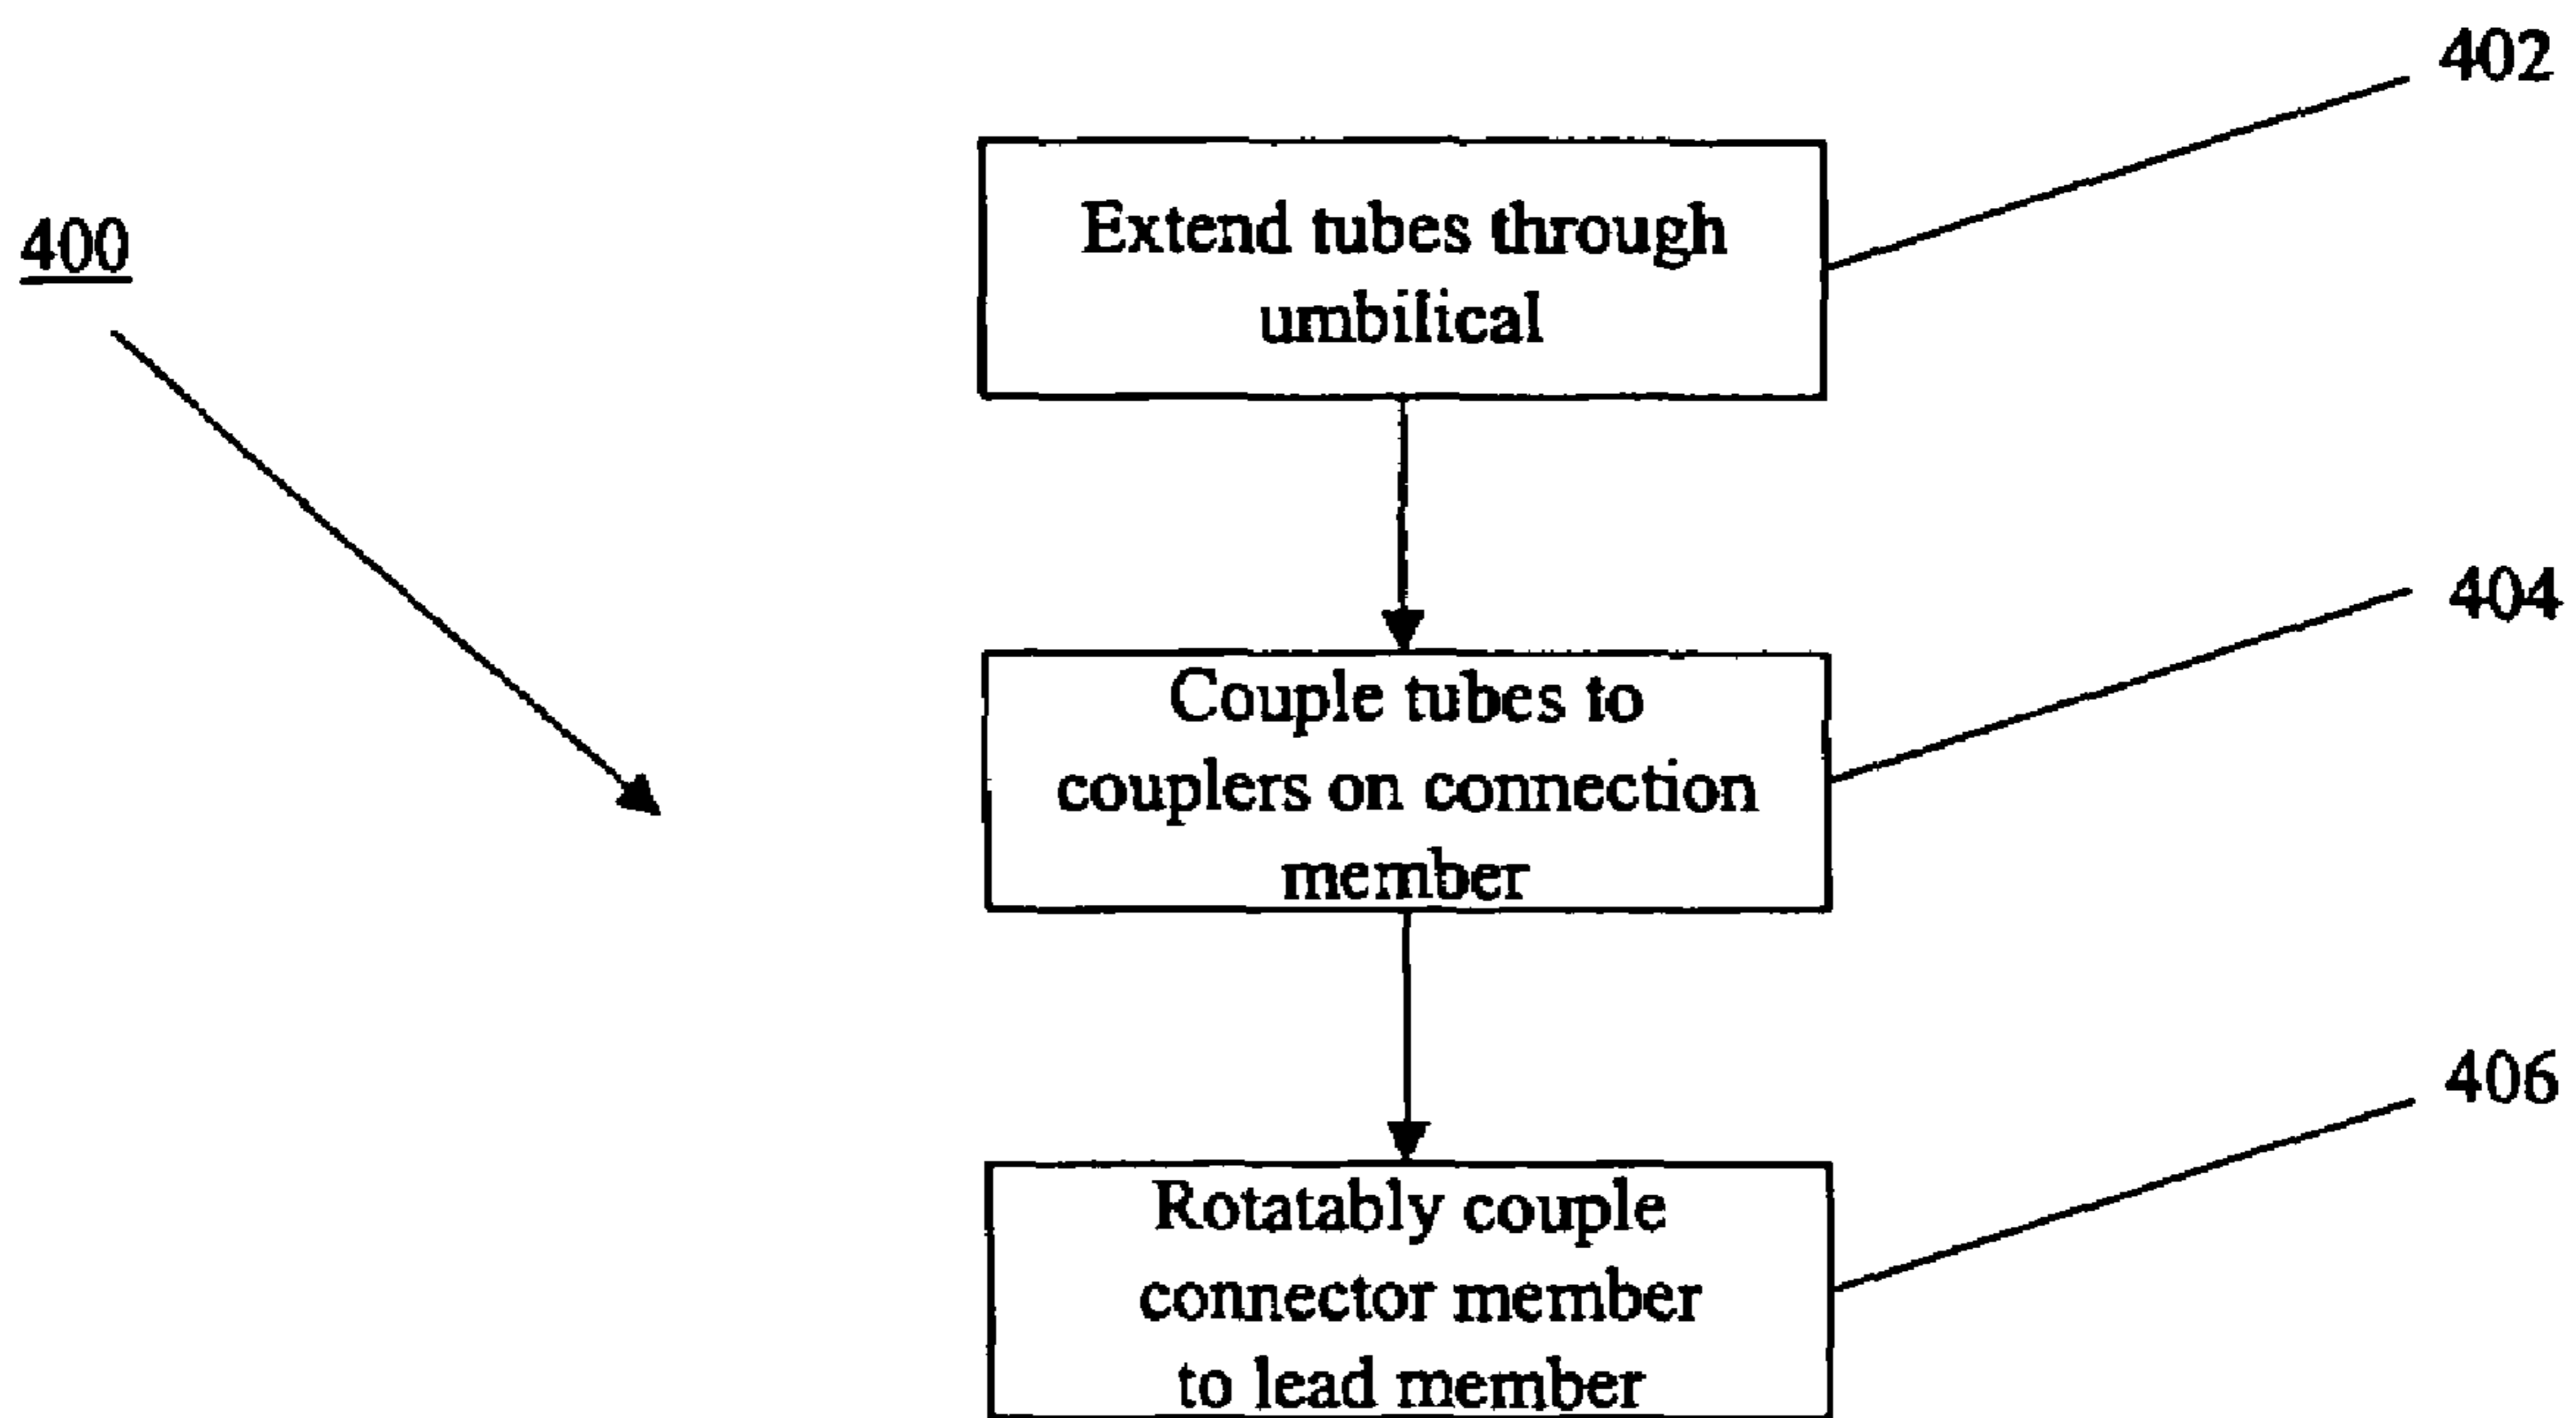 402
400
Extend tubes through
umbilical
404
Couple tubes to
couplers on connection
member
406
Rotatably couple
connector member
to lead member